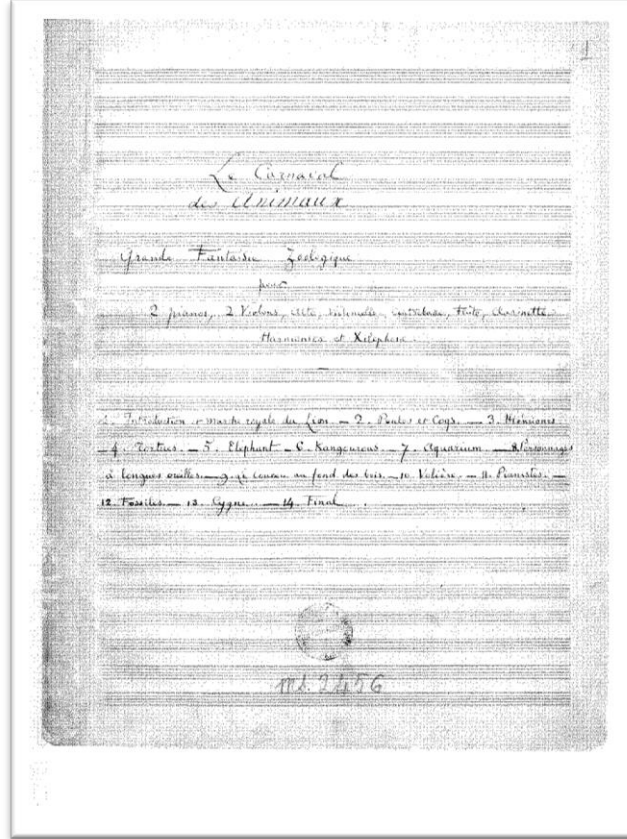 1
Le Carnaval
des Animaux
Grande Fantaisie Zoologique
pour
2 pianos, 2 Violons, Alto, Violoncelle, Contrebasse, Flûte, Clarinette
Harmonica et Xilophone.
1. Introduction et marche royale du Lion — 2. Poules et Coqs. — 3. Hémiones
— 4. Tortues. — 5. Elephant — 6. Kangourous. — 7. Aquarium. — 8. Personnages
à longues oreilles. — 9. Le coucou au fond des bois. — 10. Volière. — 11. Pianistes. —
12. Fossiles. — 13. Cygne. — 14. Final.
ms. 2456